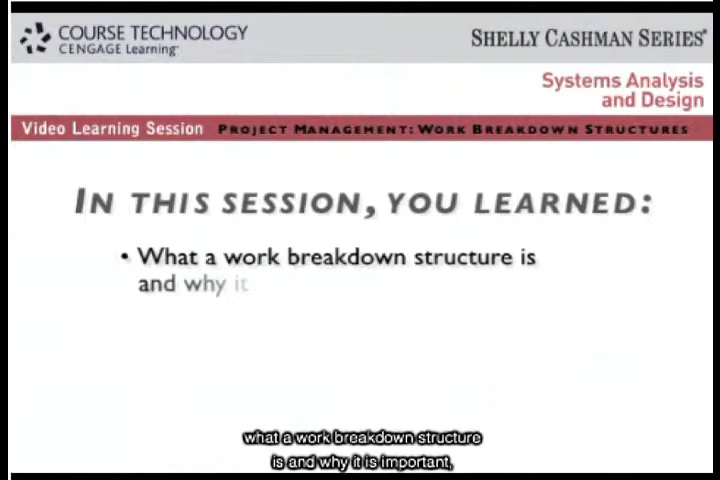 COURSE TECHNOLOGY
CENGAGE Learning™
SHELLY CASHMAN SERIES®
Systems Analysis
and Design
Video Learning Session PROJECT MANAGEMENT: WORK BREAKDOWN STRUCTURES
IN THIS SESSION, YOU LEARNED:
• What a work breakdown structure is
and why it
what a work breakdown structure
is and why it is important,